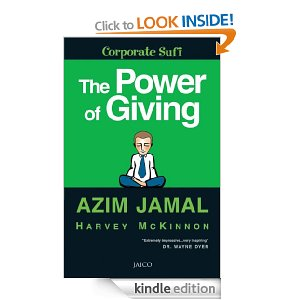 Click to
LOOK INSIDE!
Corporate Sufi
The Power
of Giving
AZIM JAMAL
HARVEY MCKINNON
"Extremely Impressive...very inspiring"
DR. WAYNE DYER
JAICO
kindle edition